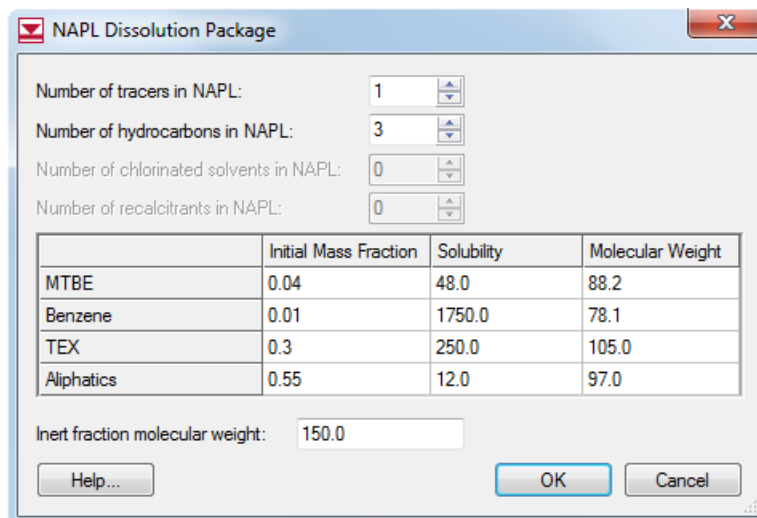 NAPL Dissolution Package
Number of tracers in NAPL: 1
Number of hydrocarbons in NAPL: 3
Number of chlorinated solvents in NAPL: 0
Number of recalcitrants in NAPL: 0
Initial Mass Fraction Solubility Molecular Weight
MTBE 0.04 48.0 88.2
Benzene 0.01 1750.0 78.1
TEX 0.3 250.0 105.0
Aliphatics 0.55 12.0 97.0
Inert fraction molecular weight: 150.0
Help... OK Cancel